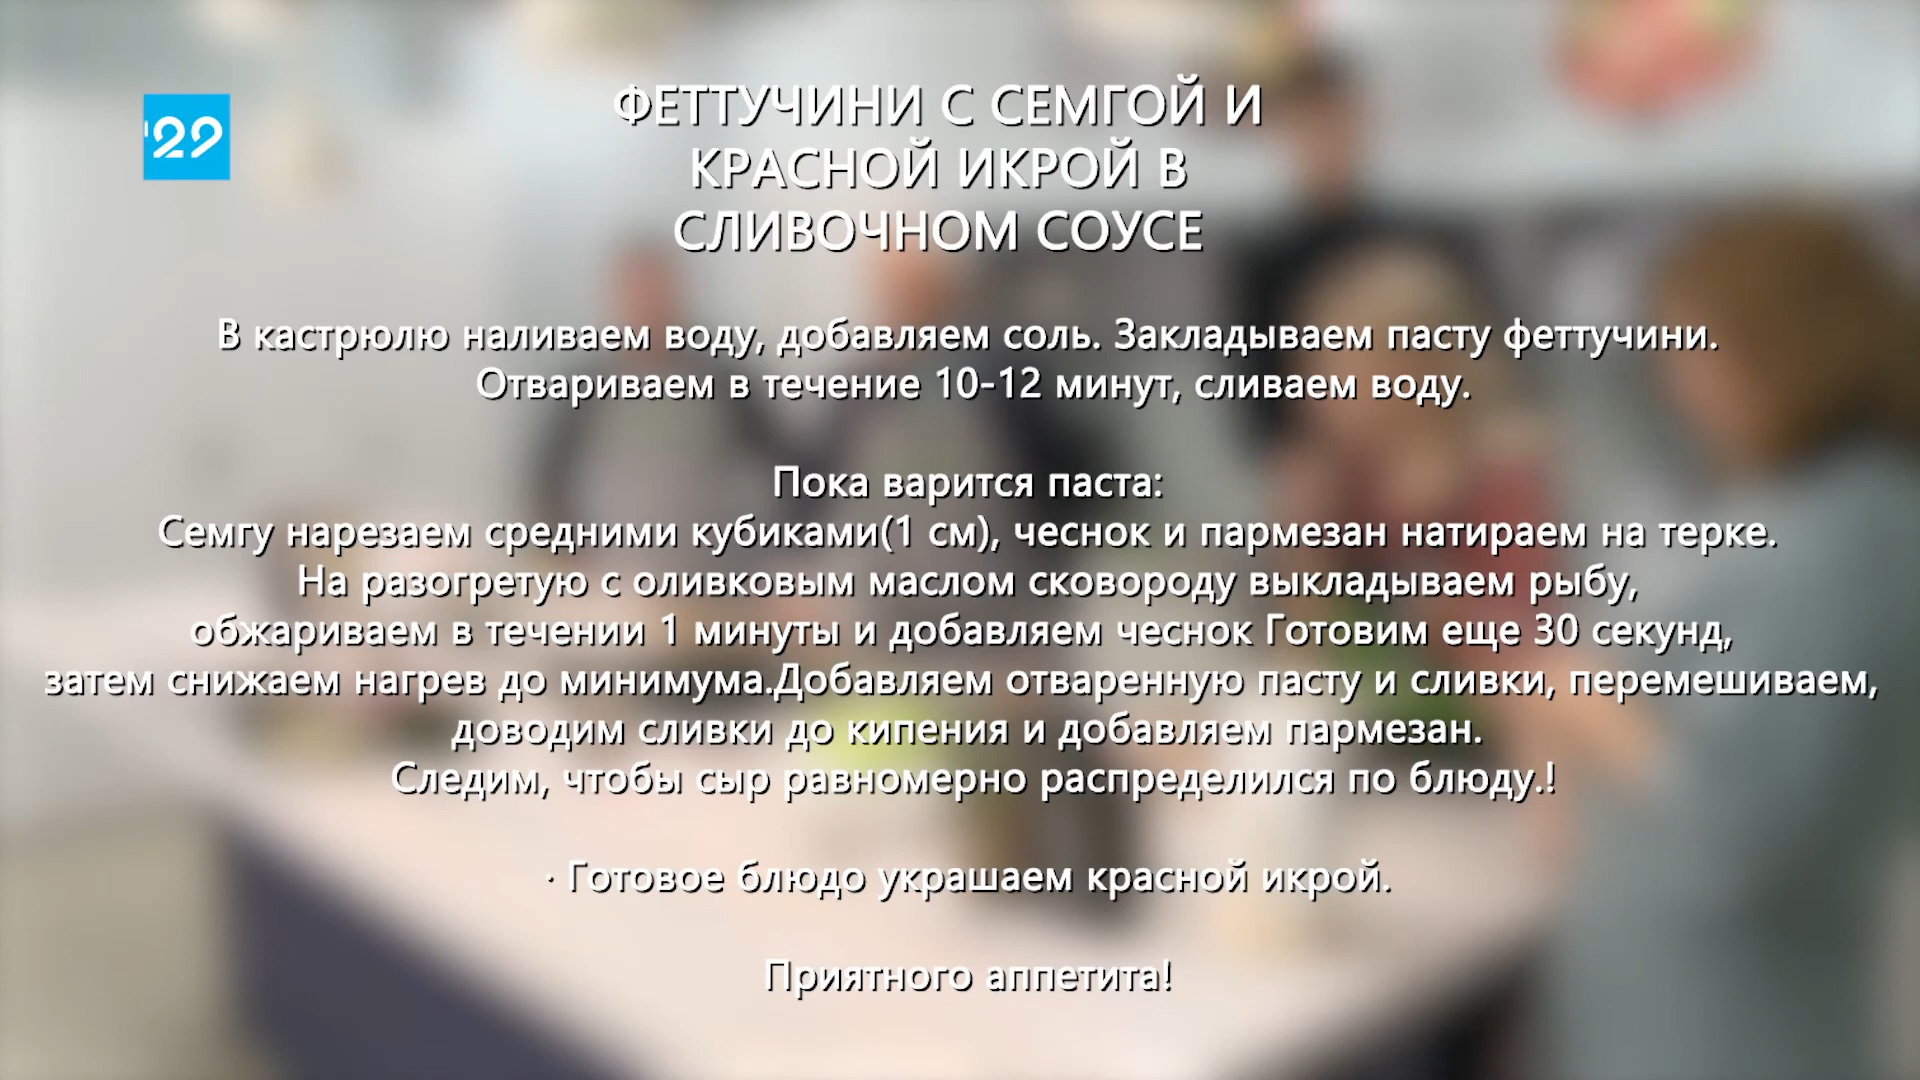 '29
ФЕТТУЧИНИ С СЕМГОЙ И
КРАСНОЙ ИКРОЙ В
СЛИВОЧНОМ СОУСЕ
В кастрюлю наливаем воду, добавляем соль. Закладываем пасту феттучини.
Отвариваем в течение 10-12 минут, сливаем воду.
Пока варится паста:
Семгу нарезаем средними кубиками(1 см), чеснок и пармезан натираем на терке.
На разогретую с оливковым маслом сковороду выкладываем рыбу,
обжариваем в течении 1 минуты и добавляем чеснок Готовим еще 30 секунд,
затем снижаем нагрев до минимума.Добавляем отваренную пасту и сливки, перемешиваем,
доводим сливки до кипения и добавляем пармезан.
Следим, чтобы сыр равномерно распределился по блюду.!
· Готовое блюдо украшаем красной икрой.
Приятного аппетита!